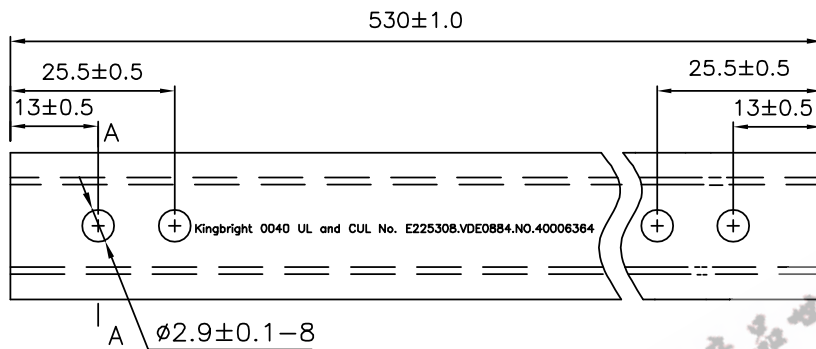 530±1.0
25.5±0.5
25.5±0.5
13±0.5
A
13±0.5
Kingbright 0040 UL and CUL No. E225308.VDE0884.NO.40006364
A
ø2.9±0.1-8